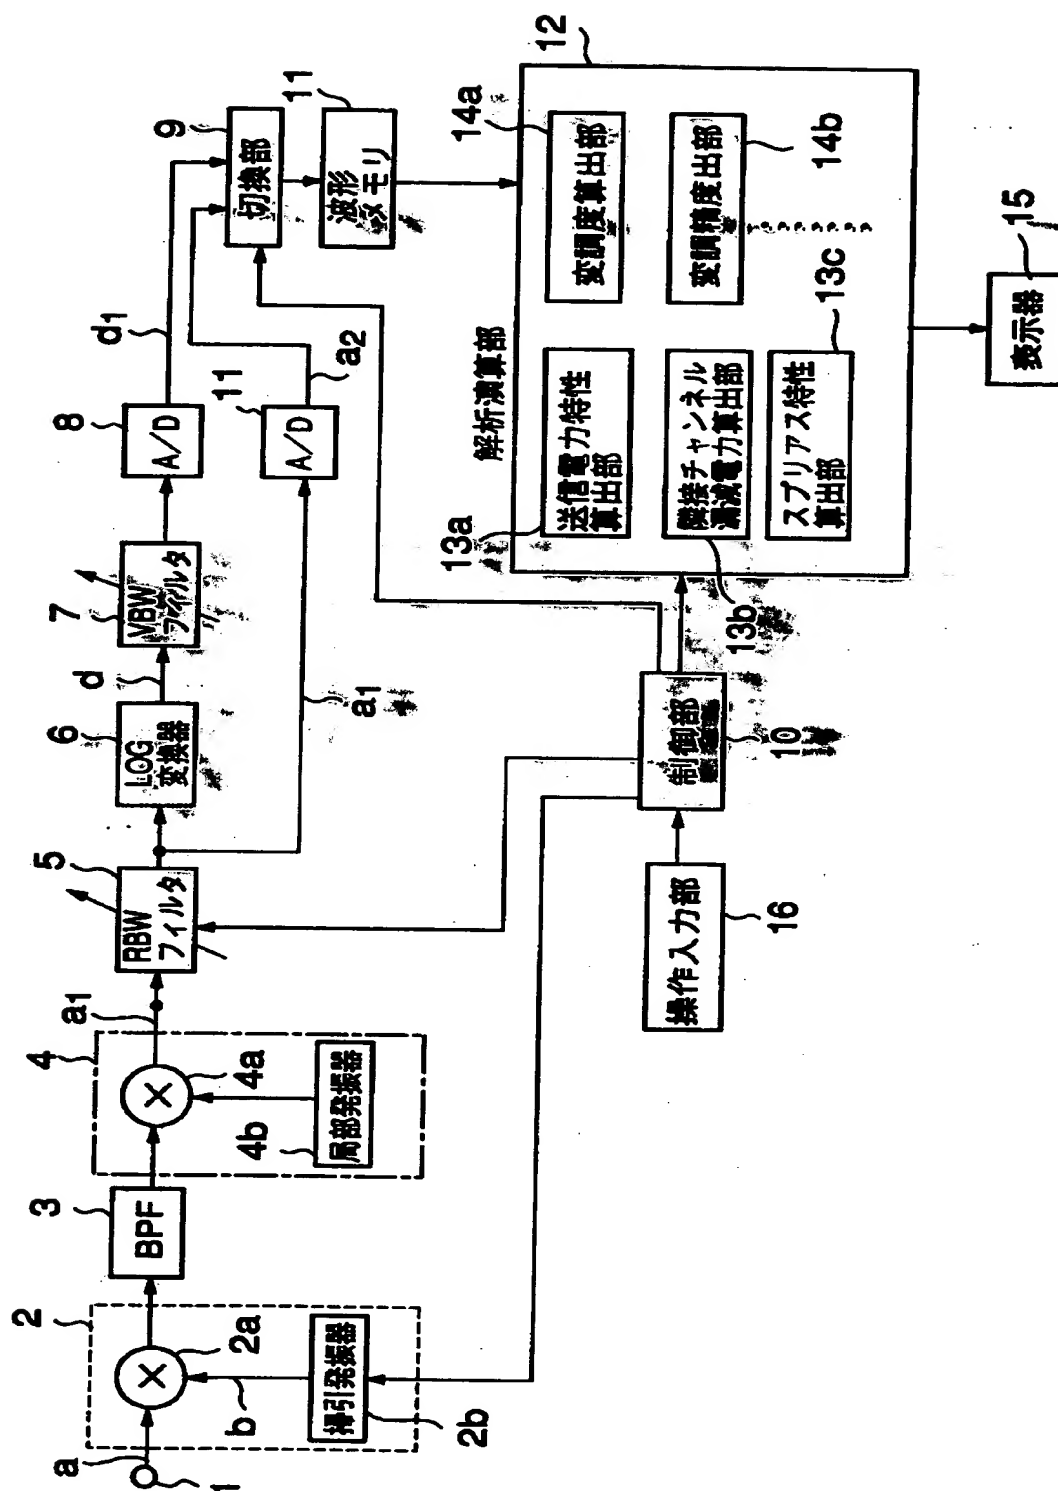 1
a
2
2a
b
掃引発振器
2b
3
BPF
4
4a
4b
局部発振器
a1
5
RBW
フィルタ
6
LOG
変換器
d
7
VBW
フィルタ
8
A/D
d1
a1
11
A/D
a2
9
切換部
11
波形
メモリ
12
解析演算部
13a
送信電力特性
算出部
13b
隣接チャンネル
漏減電力算出部
13c
スプリアス特性
算出部
14a
変調度算出部
14b
変調精度出部
15
表示器
10
制御部
16
操作入力部